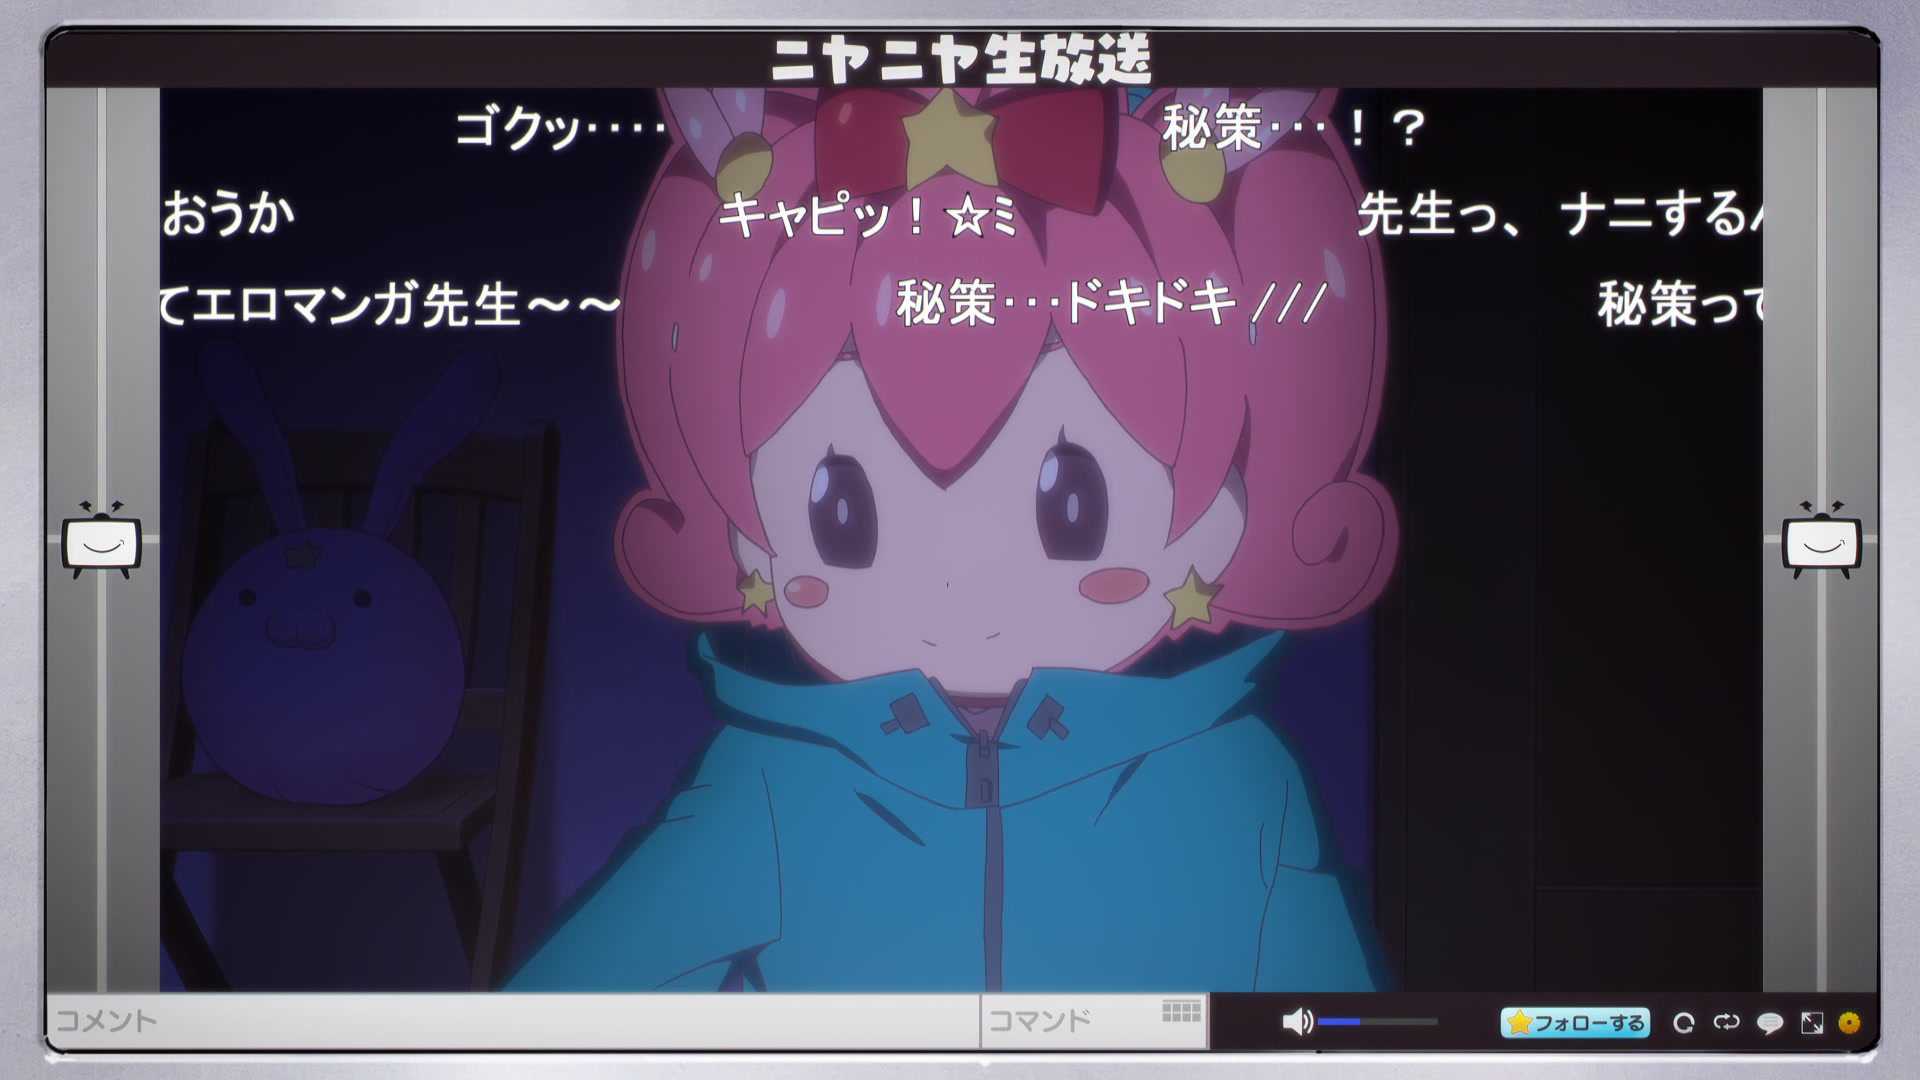 ニヤニヤ生放送
ゴクッ‥‥ 秘策…！？
おうか キャピッ！☆ミ 先生っ、ナニする
てエロマンガ先生～～ 秘策…ドキドキ/// 秘策って
コメント コマンド フォローする